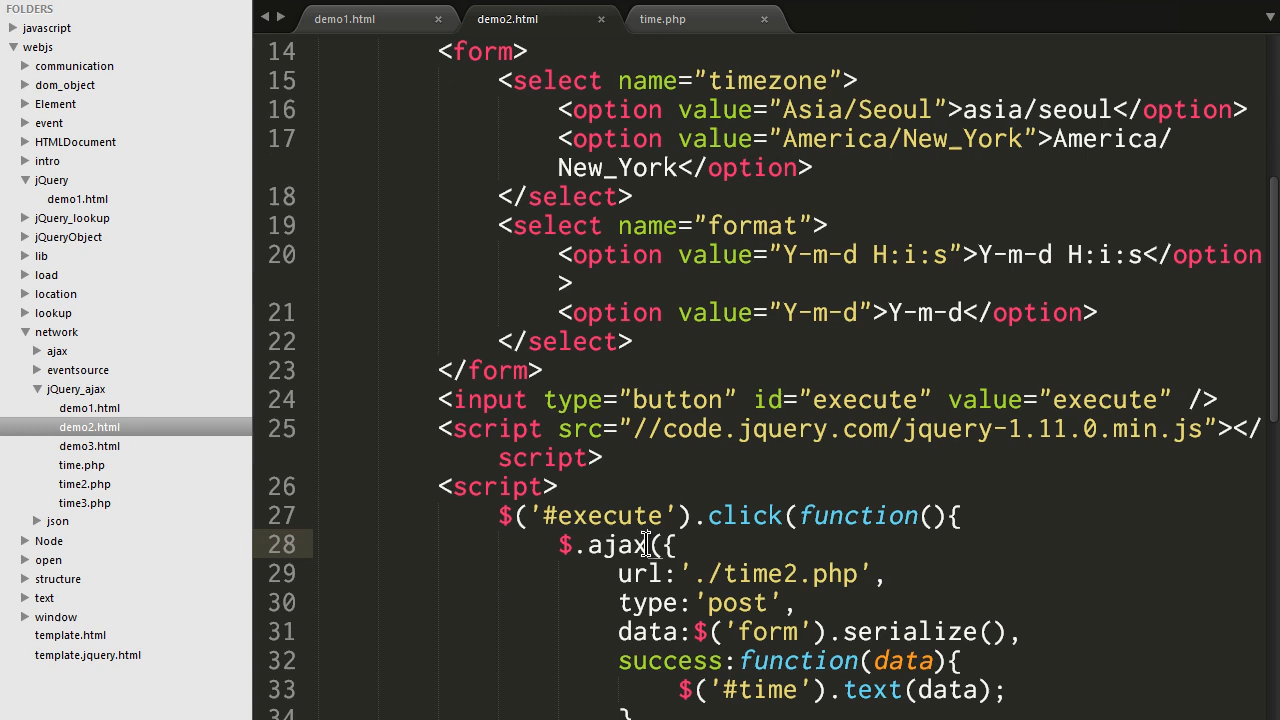 FOLDERS
javascript
webjs
communication
dom_object
Element
event
HTMLDocument
intro
jQuery
demo1.html
jQuery_lookup
jQueryObject
lib
load
location
lookup
network
ajax
eventsource
jQuery_ajax
demo1.html
demo2.html
demo3.html
time.php
time2.php
time3.php
json
Node
open
structure
text
window
template.html
template.jquery.html
demo1.html × demo2.html × time.php ×
14 <form>
15 <select name="timezone">
16 <option value="Asia/Seoul">asia/seoul</option>
17 <option value="America/New_York">America/
New_York</option>
18 </select>
19 <select name="format">
20 <option value="Y-m-d H:i:s">Y-m-d H:i:s</option
>
21 <option value="Y-m-d">Y-m-d</option>
22 </select>
23 </form>
24 <input type="button" id="execute" value="execute" />
25 <script src="//code.jquery.com/jquery-1.11.0.min.js"></
script>
26 <script>
27 $('#execute').click(function(){
28 $.ajax({
29 url:'./time2.php',
30 type:'post',
31 data:$('form').serialize(),
32 success:function(data){
33 $('#time').text(data);
34 }